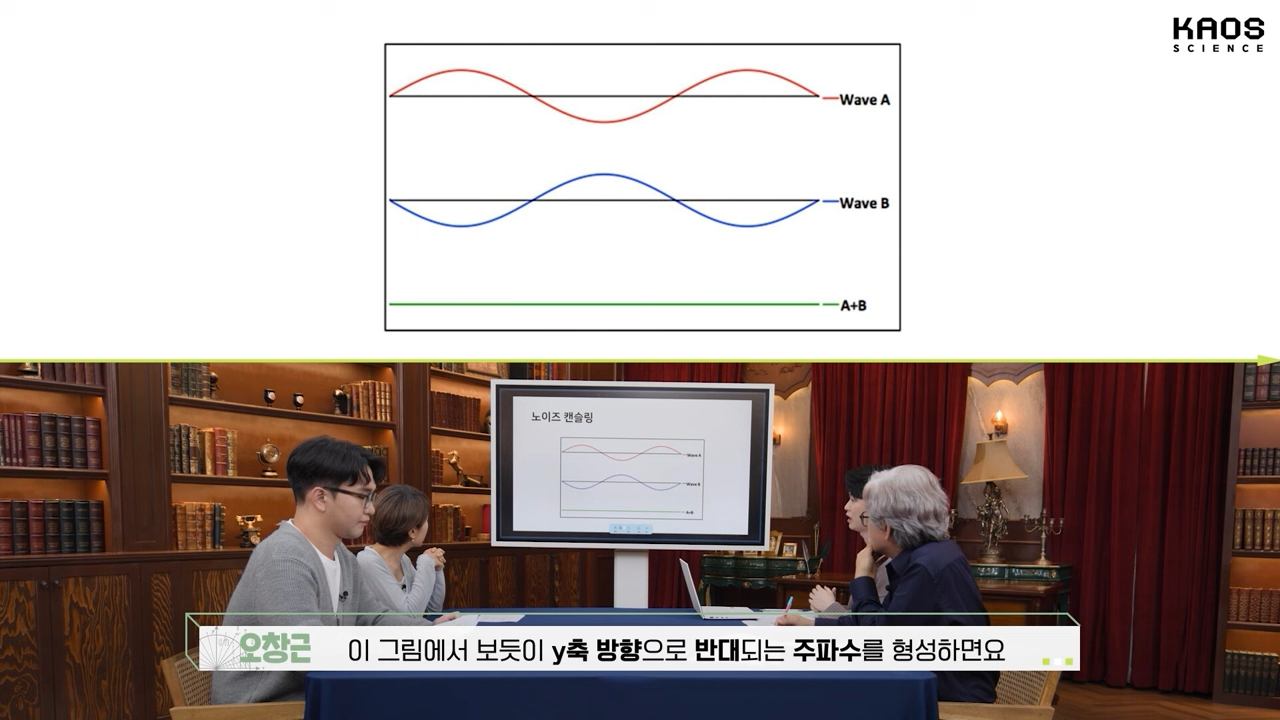 KAOS
SCIENCE
Wave A
Wave B
A+B
노이즈 캔슬링
Wave A
Wave B
A+B
오창근 이 그림에서 보듯이 y축 방향으로 반대되는 주파수를 형성하면요